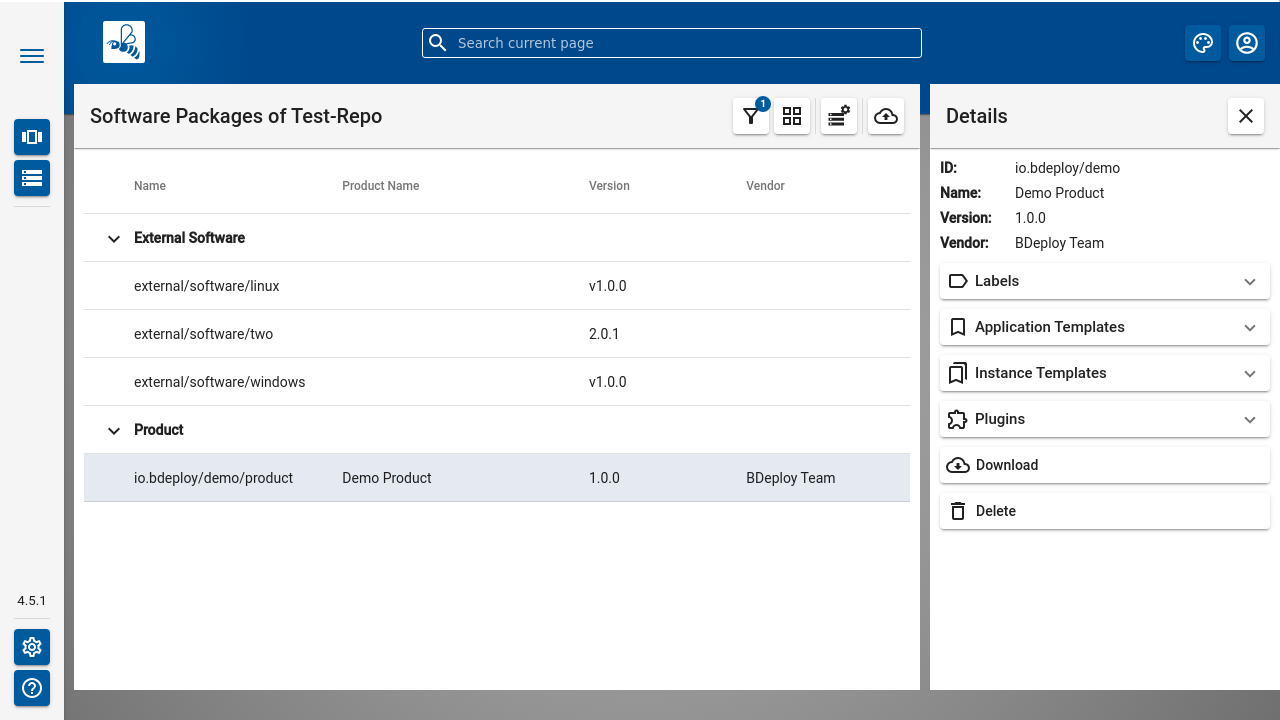 Search current page
Software Packages of Test-Repo
1
Details
Name Product Name Version Vendor
External Software
external/software/linux v1.0.0
external/software/two 2.0.1
external/software/windows v1.0.0
Product
io.bdeploy/demo/product Demo Product 1.0.0 BDeploy Team
ID: io.bdeploy/demo
Name: Demo Product
Version: 1.0.0
Vendor: BDeploy Team
Labels
Application Templates
Instance Templates
Plugins
Download
Delete
4.5.1